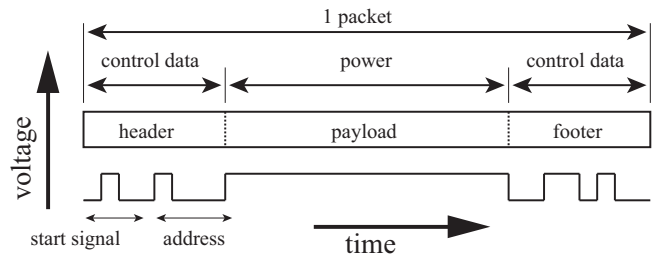 1 packet
control data power control data
header payload footer
voltage
start signal address
time